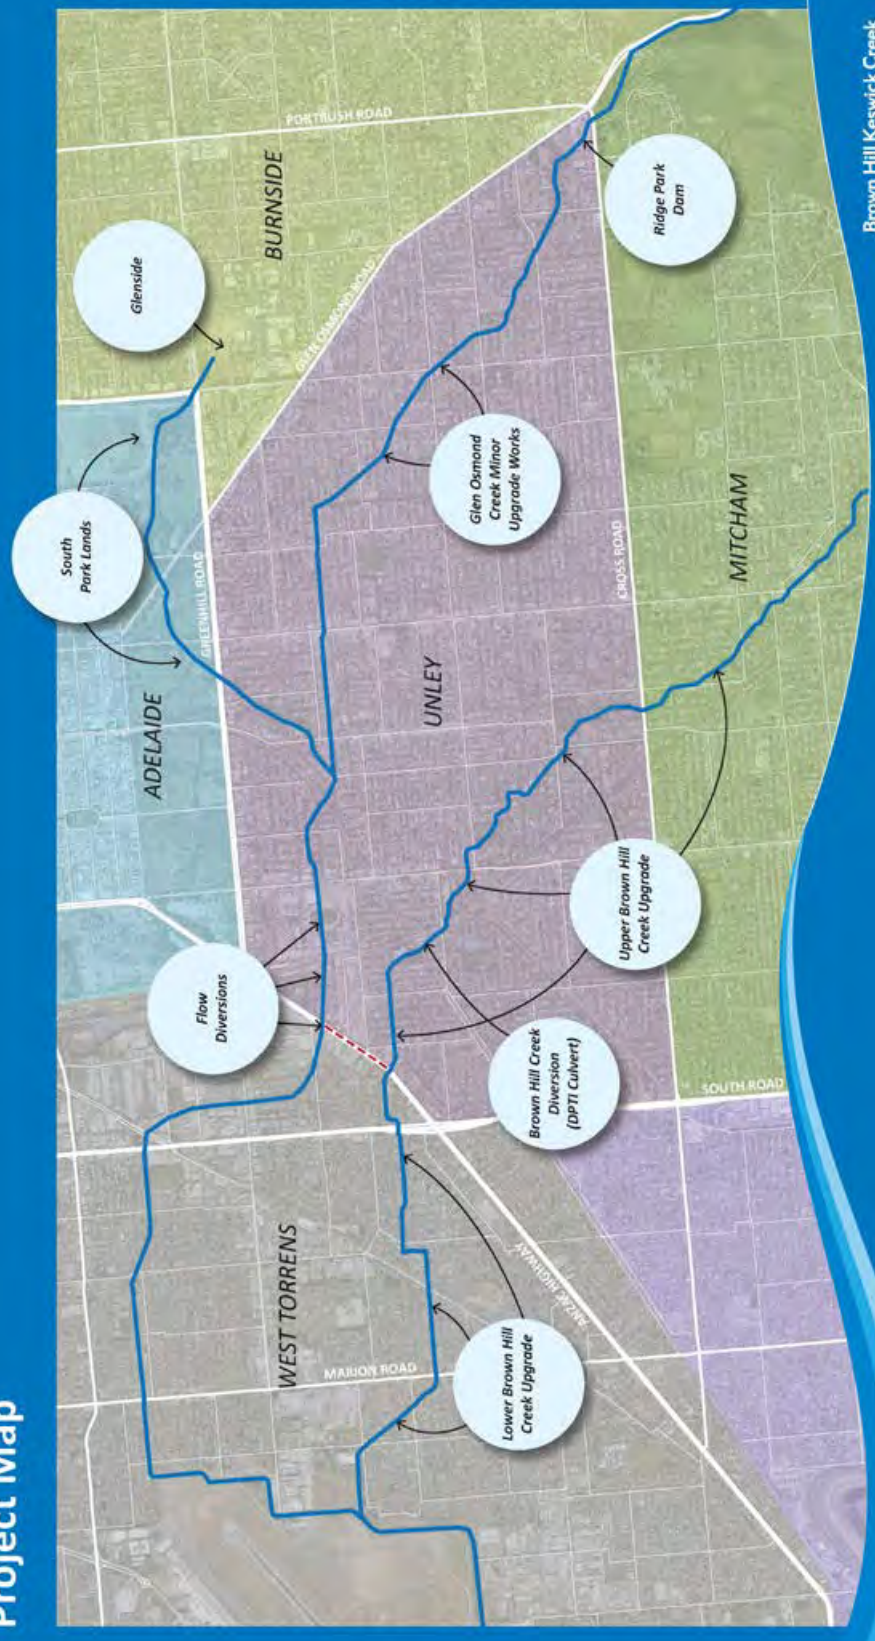 Project Map
Glenside
South
Park Lands
Flow
Diversions
Ridge Park
Dam
Glen Osmond
Creek Minor
Upgrade Works
Upper Brown Hill
Creek Upgrade
Brown Hill Creek
Diversion
(DPTI Culvert)
Lower Brown Hill
Creek Upgrade
ADELAIDE
BURNSIDE
UNLEY
MITCHAM
WEST TORRENS
PORTRUSH ROAD
GLEN OSMOND ROAD
GREENHILL ROAD
CROSS ROAD
SOUTH ROAD
ANZAC HIGHWAY
MARION ROAD
Brown Hill Keswick Creek